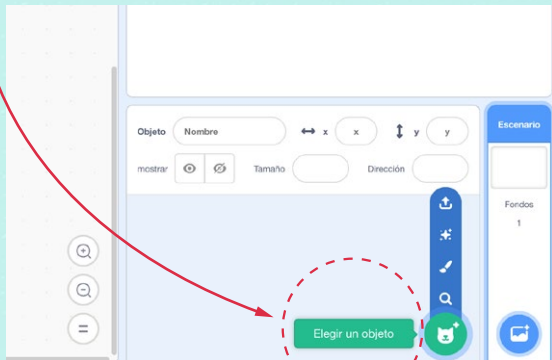 Objeto Nombre x x y y
mostrar Tamaño Dirección
Escenario
Fondos
1
Elegir un objeto